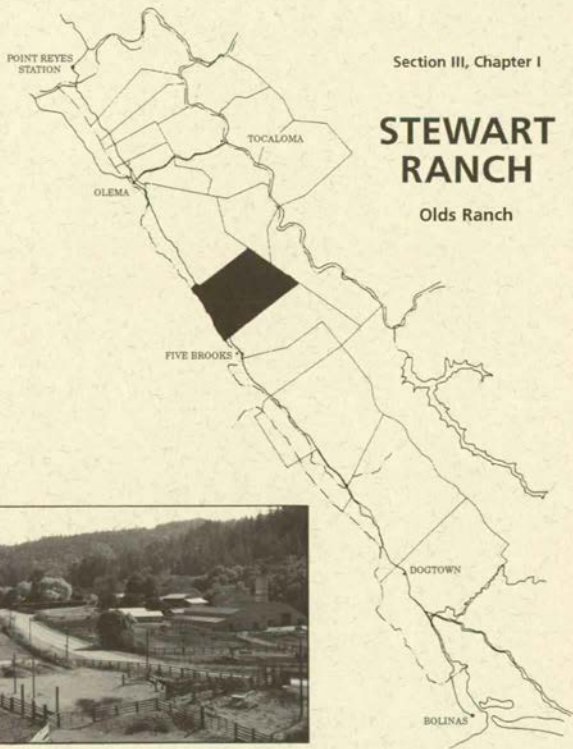 Section III, Chapter I
STEWART
RANCH
Olds Ranch
POINT REYES
STATION
TOCALOMA
OLEMA
FIVE BROOKS
DOGTOWN
BOLINAS